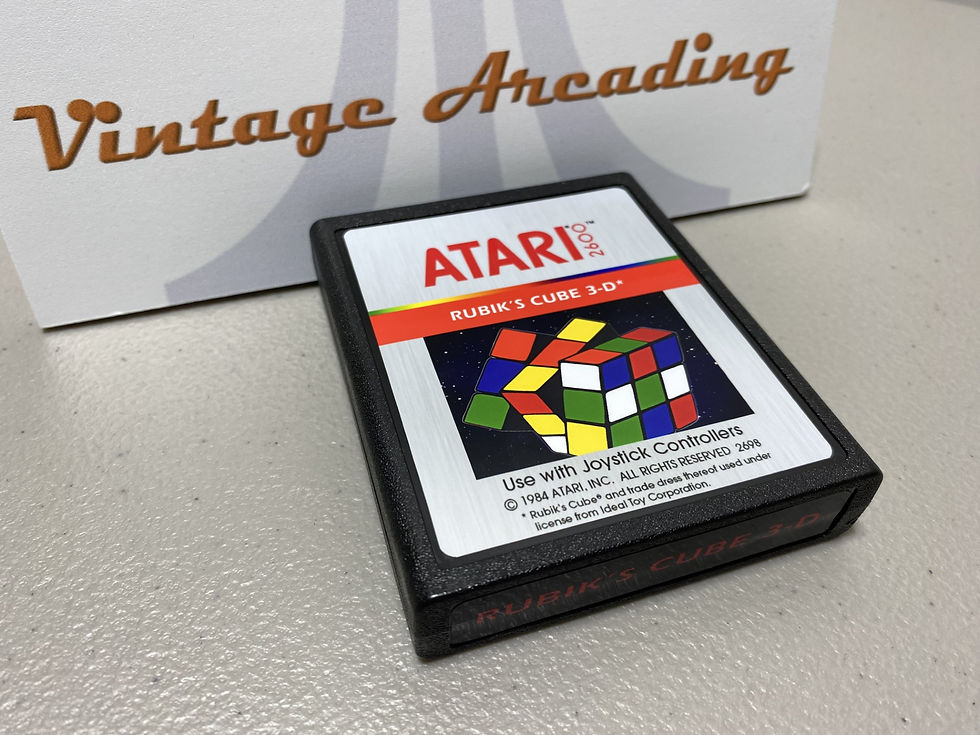 Vintage Arcading
ATARI® 2600™
RUBIK'S CUBE 3-D*
Use with Joystick Controllers
© 1984 ATARI, INC. ALL RIGHTS RESERVED 2698
* Rubik's Cube® and trade dress thereof used under
license from Ideal Toy Corporation.
RUBIK'S CUBE 3-D